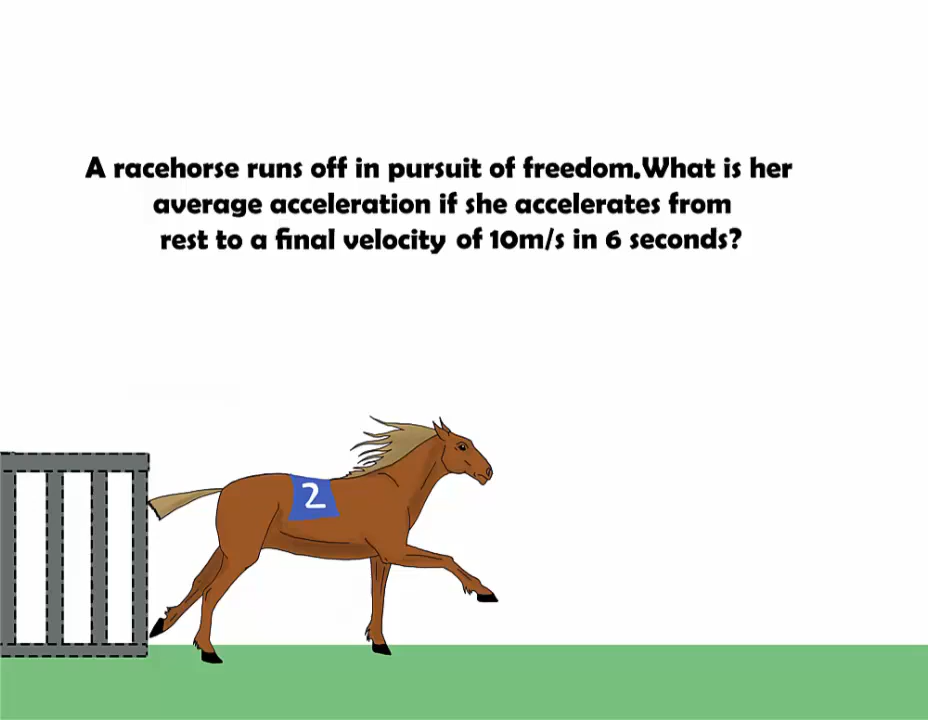 A racehorse runs off in pursuit of freedom.What is her
average acceleration if she accelerates from
rest to a final velocity of 10m/s in 6 seconds?
2